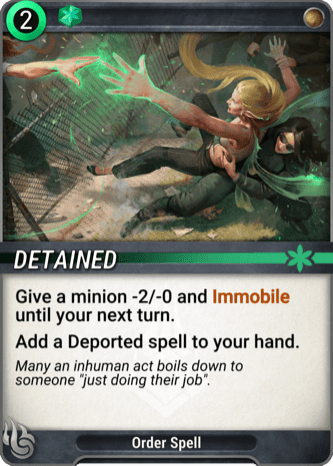 2
DETAINED
Give a minion -2/-0 and Immobile
until your next turn.
Add a Deported spell to your hand.
Many an inhuman act boils down to
someone "just doing their job".
Order Spell